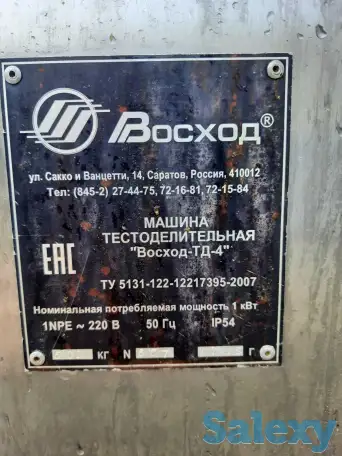 Восход®
ул. Сакко и Ванцетти, 14, Саратов, Россия, 410012
Тел: (845-2) 27-44-75, 72-16-81, 72-15-84
МАШИНА
ТЕСТОДЕЛИТЕЛЬНАЯ
"Восход-ТД-4"
EAC
ТУ 5131-122-12217395-2007
Номинальная потребляемая мощность 1 кВт
1NPE ~ 220 В 50 Гц IP54
КГ N Г.
Salexy